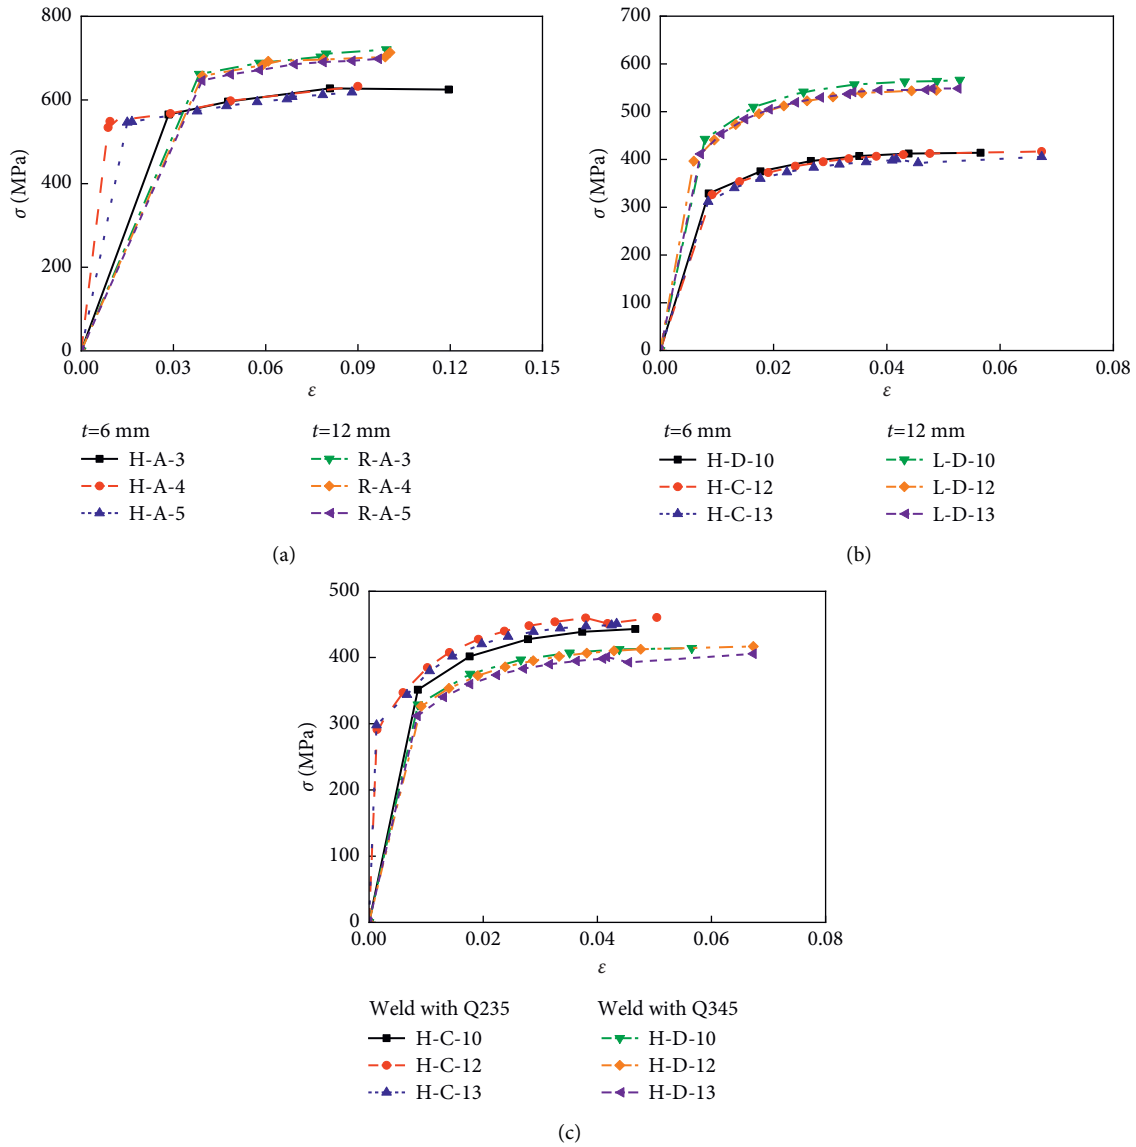 800
600
400
200
0
σ (MPa)
0.00 0.03 0.06 0.09 0.12 0.15
ε
t=6 mm t=12 mm
H-A-3 R-A-3
H-A-4 R-A-4
H-A-5 R-A-5
(a)
700
600
500
400
300
200
100
0
σ (MPa)
0.00 0.02 0.04 0.06 0.08
ε
t=6 mm t=12 mm
H-D-10 L-D-10
H-C-12 L-D-12
H-C-13 L-D-13
(b)
500
400
300
200
100
0
σ (MPa)
0.00 0.02 0.04 0.06 0.08
ε
Weld with Q235 Weld with Q345
H-C-10 H-D-10
H-C-12 H-D-12
H-C-13 H-D-13
(c)